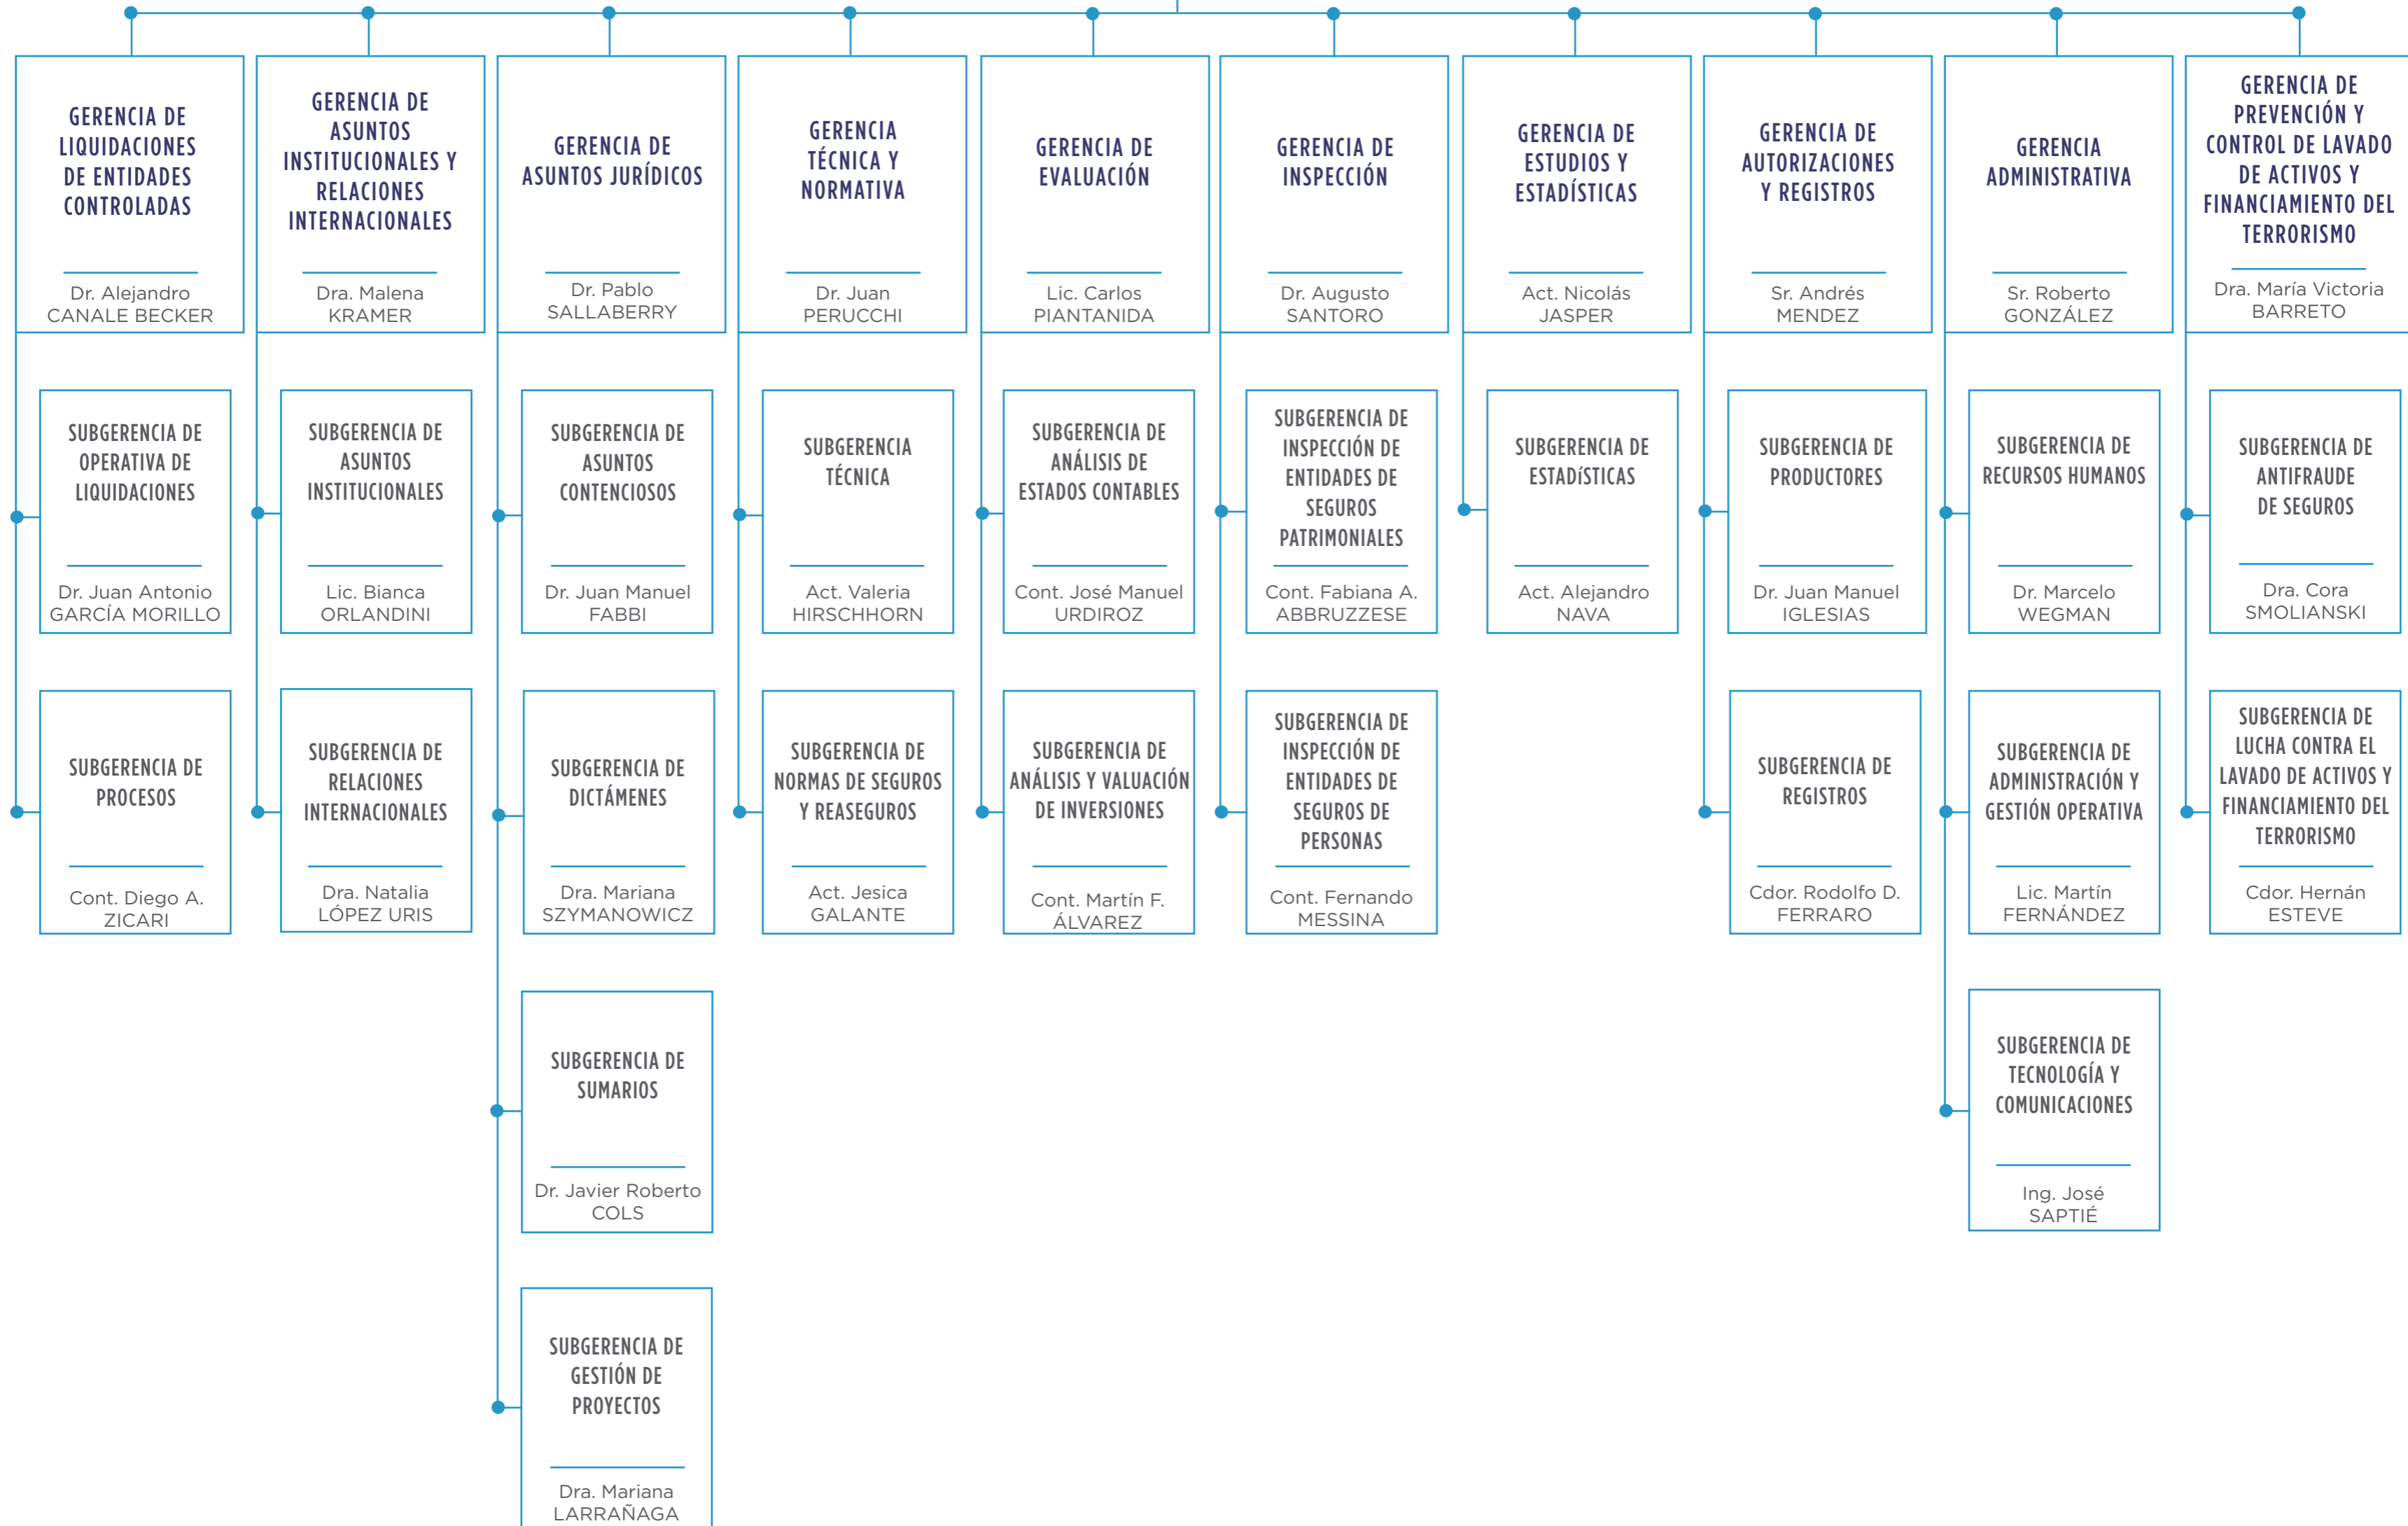 GERENCIA DE
LIQUIDACIONES
DE ENTIDADES
CONTROLADAS
Dr. Alejandro
CANALE BECKER
GERENCIA DE
ASUNTOS
INSTITUCIONALES Y
RELACIONES
INTERNACIONALES
Dra. Malena
KRAMER
GERENCIA DE
ASUNTOS JURÍDICOS
Dr. Pablo
SALLABERRY
GERENCIA
TÉCNICA Y
NORMATIVA
Dr. Juan
PERUCCHI
GERENCIA DE
EVALUACIÓN
Lic. Carlos
PIANTANIDA
GERENCIA DE
INSPECCIÓN
Dr. Augusto
SANTORO
GERENCIA DE
ESTUDIOS Y
ESTADÍSTICAS
Act. Nicolás
JASPER
GERENCIA DE
AUTORIZACIONES
Y REGISTROS
Sr. Andrés
MENDEZ
GERENCIA
ADMINISTRATIVA
Sr. Roberto
GONZÁLEZ
GERENCIA DE
PREVENCIÓN Y
CONTROL DE LAVADO
DE ACTIVOS Y
FINANCIAMIENTO DEL
TERRORISMO
Dra. María Victoria
BARRETO
SUBGERENCIA DE
OPERATIVA DE
LIQUIDACIONES
Dr. Juan Antonio
GARCÍA MORILLO
SUBGERENCIA DE
ASUNTOS
INSTITUCIONALES
Lic. Bianca
ORLANDINI
SUBGERENCIA DE
ASUNTOS
CONTENCIOSOS
Dr. Juan Manuel
FABBI
SUBGERENCIA
TÉCNICA
Act. Valeria
HIRSCHHORN
SUBGERENCIA DE
ANÁLISIS DE
ESTADOS CONTABLES
Cont. José Manuel
URDIROZ
SUBGERENCIA DE
INSPECCIÓN DE
ENTIDADES DE
SEGUROS
PATRIMONIALES
Cont. Fabiana A.
ABBRUZZESE
SUBGERENCIA DE
ESTADíSTICAS
Act. Alejandro
NAVA
SUBGERENCIA DE
PRODUCTORES
Dr. Juan Manuel
IGLESIAS
SUBGERENCIA DE
RECURSOS HUMANOS
Dr. Marcelo
WEGMAN
SUBGERENCIA DE
ANTIFRAUDE
DE SEGUROS
Dra. Cora
SMOLIANSKI
SUBGERENCIA DE
PROCESOS
Cont. Diego A.
ZICARI
SUBGERENCIA DE
RELACIONES
INTERNACIONALES
Dra. Natalia
LÓPEZ URIS
SUBGERENCIA DE
DICTÁMENES
Dra. Mariana
SZYMANOWICZ
SUBGERENCIA DE
NORMAS DE SEGUROS
Y REASEGUROS
Act. Jesica
GALANTE
SUBGERENCIA DE
ANÁLISIS Y VALUACIÓN
DE INVERSIONES
Cont. Martín F.
ÁLVAREZ
SUBGERENCIA DE
INSPECCIÓN DE
ENTIDADES DE
SEGUROS DE
PERSONAS
Cont. Fernando
MESSINA
SUBGERENCIA DE
REGISTROS
Cdor. Rodolfo D.
FERRARO
SUBGERENCIA DE
ADMINISTRACIÓN Y
GESTIÓN OPERATIVA
Lic. Martín
FERNÁNDEZ
SUBGERENCIA DE
LUCHA CONTRA EL
LAVADO DE ACTIVOS Y
FINANCIAMIENTO DEL
TERRORISMO
Cdor. Hernán
ESTEVE
SUBGERENCIA DE
SUMARIOS
Dr. Javier Roberto
COLS
SUBGERENCIA DE
TECNOLOGÍA Y
COMUNICACIONES
Ing. José
SAPTIÉ
SUBGERENCIA DE
GESTIÓN DE
PROYECTOS
Dra. Mariana
LARRAÑAGA